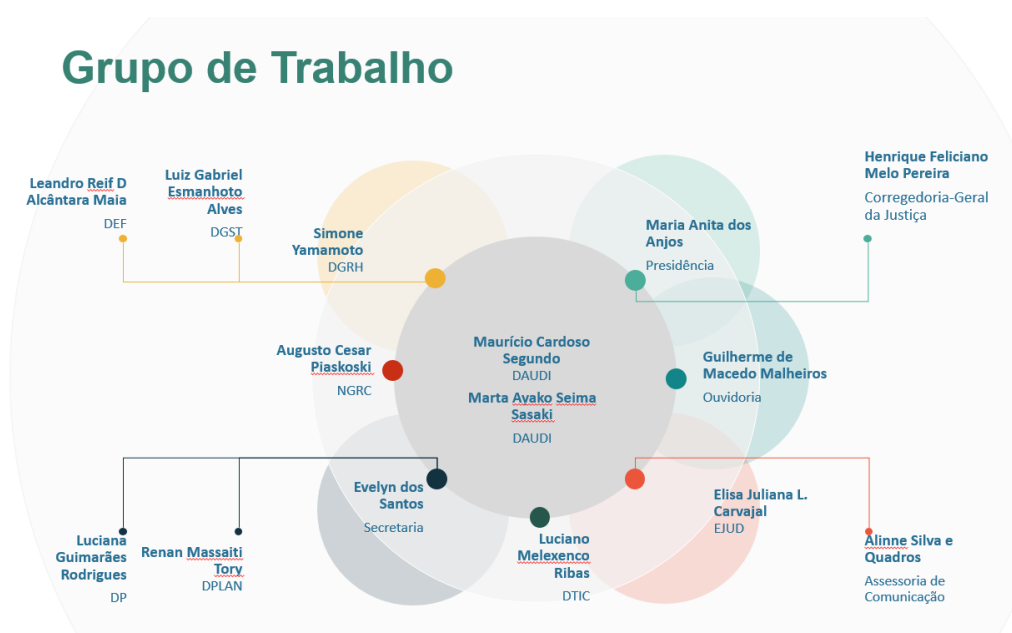 Grupo de Trabalho
Leandro Reif D
Alcântara Maia
DEF
Luiz Gabriel
Esmanhoto
Alves
DGST
Simone
Yamamoto
DGRH
Maria Anita dos
Anjos
Presidência
Henrique Feliciano
Melo Pereira
Corregedoria-Geral
da Justiça
Augusto Cesar
Piaskoski
NGRC
Maurício Cardoso
Segundo
DAUDI
Marta Ayako Seima
Sasaki
DAUDI
Guilherme de
Macedo Malheiros
Ouvidoria
Luciana
Guimarães
Rodrigues
DP
Renan Massaiti
Tory
DPLAN
Evelyn dos
Santos
Secretaria
Luciano
Melexenco
Ribas
DTIC
Elisa Juliana L.
Carvajal
EJUD
Alinne Silva e
Quadros
Assessoria de
Comunicação